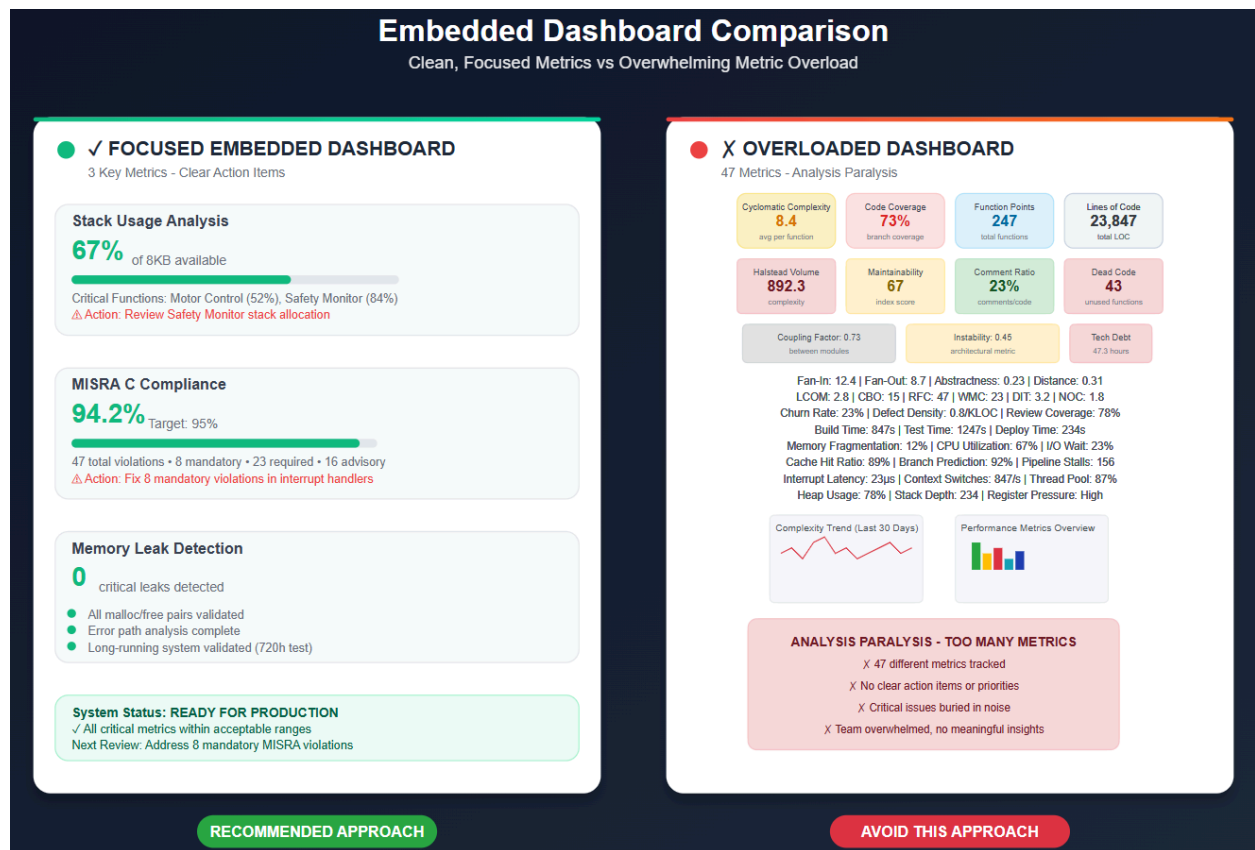 Embedded Dashboard Comparison
Clean, Focused Metrics vs Overwhelming Metric Overload
✓ FOCUSED EMBEDDED DASHBOARD
3 Key Metrics - Clear Action Items
Stack Usage Analysis
67% of 8KB available
Critical Functions: Motor Control (52%), Safety Monitor (84%)
⚠ Action: Review Safety Monitor stack allocation
MISRA C Compliance
94.2% Target: 95%
47 total violations • 8 mandatory • 23 required • 16 advisory
⚠ Action: Fix 8 mandatory violations in interrupt handlers
Memory Leak Detection
0 critical leaks detected
All malloc/free pairs validated
Error path analysis complete
Long-running system validated (720h test)
System Status: READY FOR PRODUCTION
✓ All critical metrics within acceptable ranges
Next Review: Address 8 mandatory MISRA violations
RECOMMENDED APPROACH
✗ OVERLOADED DASHBOARD
47 Metrics - Analysis Paralysis
Cyclomatic Complexity
8.4
avg per function
Code Coverage
73%
branch coverage
Function Points
247
total functions
Lines of Code
23,847
total LOC
Halstead Volume
892.3
complexity
Maintainability
67
index score
Comment Ratio
23%
comments/code
Dead Code
43
unused functions
Coupling Factor: 0.73
between modules
Instability: 0.45
architectural metric
Tech Debt
47.3 hours
Fan-In: 12.4 | Fan-Out: 8.7 | Abstractness: 0.23 | Distance: 0.31
LCOM: 2.8 | CBO: 15 | RFC: 47 | WMC: 23 | DIT: 3.2 | NOC: 1.8
Churn Rate: 23% | Defect Density: 0.8/KLOC | Review Coverage: 78%
Build Time: 847s | Test Time: 1247s | Deploy Time: 234s
Memory Fragmentation: 12% | CPU Utilization: 67% | I/O Wait: 23%
Cache Hit Ratio: 89% | Branch Prediction: 92% | Pipeline Stalls: 156
Interrupt Latency: 23µs | Context Switches: 847/s | Thread Pool: 87%
Heap Usage: 78% | Stack Depth: 234 | Register Pressure: High
Complexity Trend (Last 30 Days)
Performance Metrics Overview
ANALYSIS PARALYSIS - TOO MANY METRICS
✗ 47 different metrics tracked
✗ No clear action items or priorities
✗ Critical issues buried in noise
✗ Team overwhelmed, no meaningful insights
AVOID THIS APPROACH